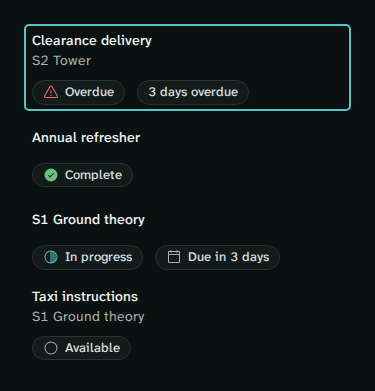 Clearance delivery
S2 Tower
Overdue 3 days overdue
Annual refresher
Complete
S1 Ground theory
In progress Due in 3 days
Taxi instructions
S1 Ground theory
Available